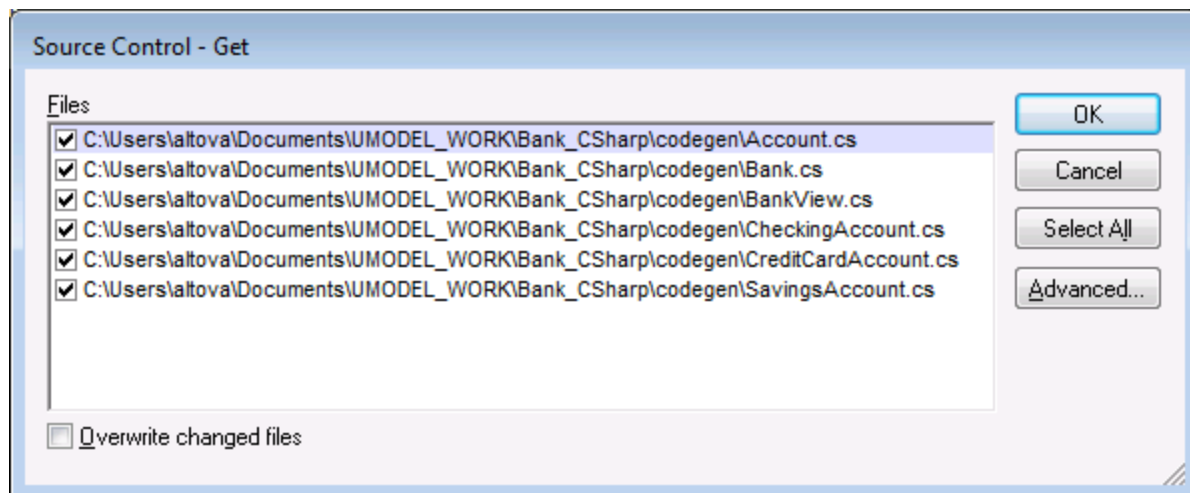 Source Control - Get
Files
C:\Users\altova\Documents\UMODEL_WORK\Bank_CSharp\codegen\Account.cs
C:\Users\altova\Documents\UMODEL_WORK\Bank_CSharp\codegen\Bank.cs
C:\Users\altova\Documents\UMODEL_WORK\Bank_CSharp\codegen\BankView.cs
C:\Users\altova\Documents\UMODEL_WORK\Bank_CSharp\codegen\CheckingAccount.cs
C:\Users\altova\Documents\UMODEL_WORK\Bank_CSharp\codegen\CreditCardAccount.cs
C:\Users\altova\Documents\UMODEL_WORK\Bank_CSharp\codegen\SavingsAccount.cs
Overwrite changed files
OK
Cancel
Select All
Advanced...